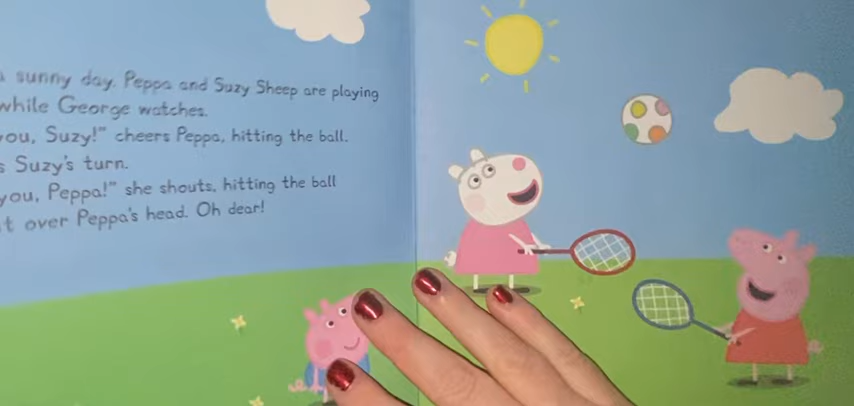 sunny day. Peppa and Suzy Sheep are playing
while George watches.
you, Suzy!" cheers Peppa, hitting the ball.
Suzy's turn.
you, Peppa!" she shouts, hitting the ball
over Peppa's head. Oh dear!